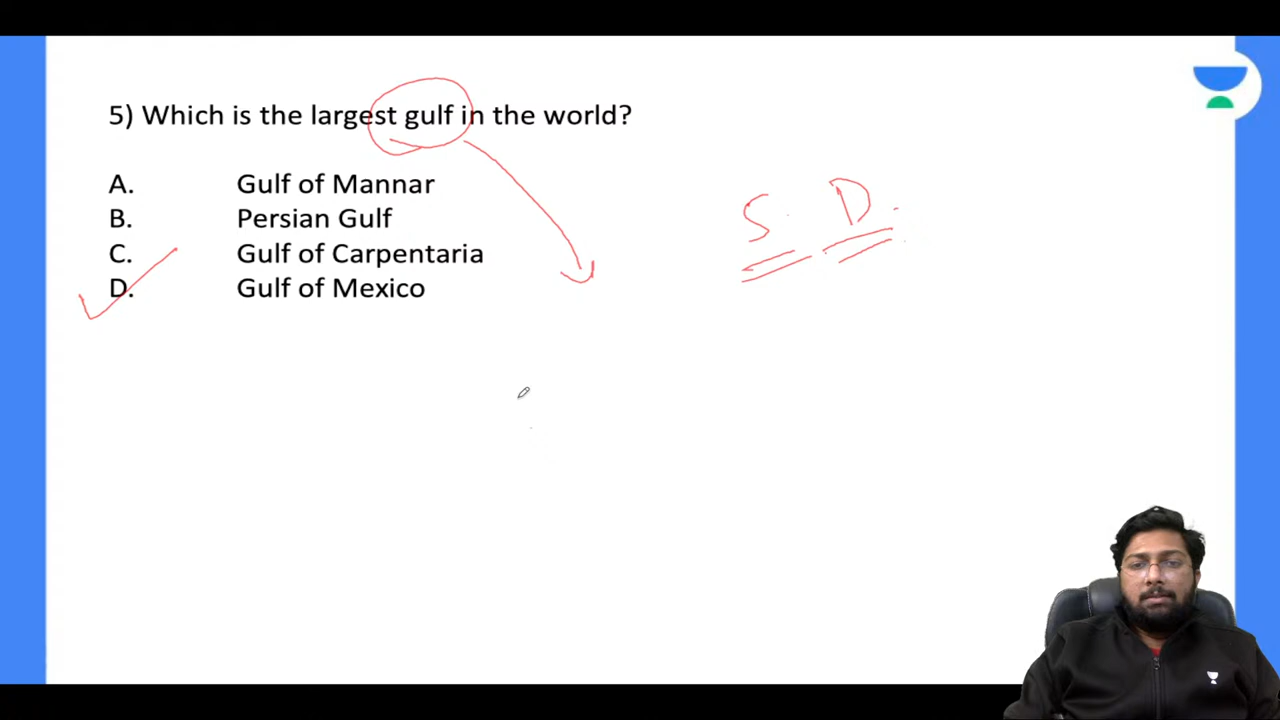 5) Which is the largest gulf in the world?
A. Gulf of Mannar
B. Persian Gulf
C. Gulf of Carpentaria
D. Gulf of Mexico
S. D.